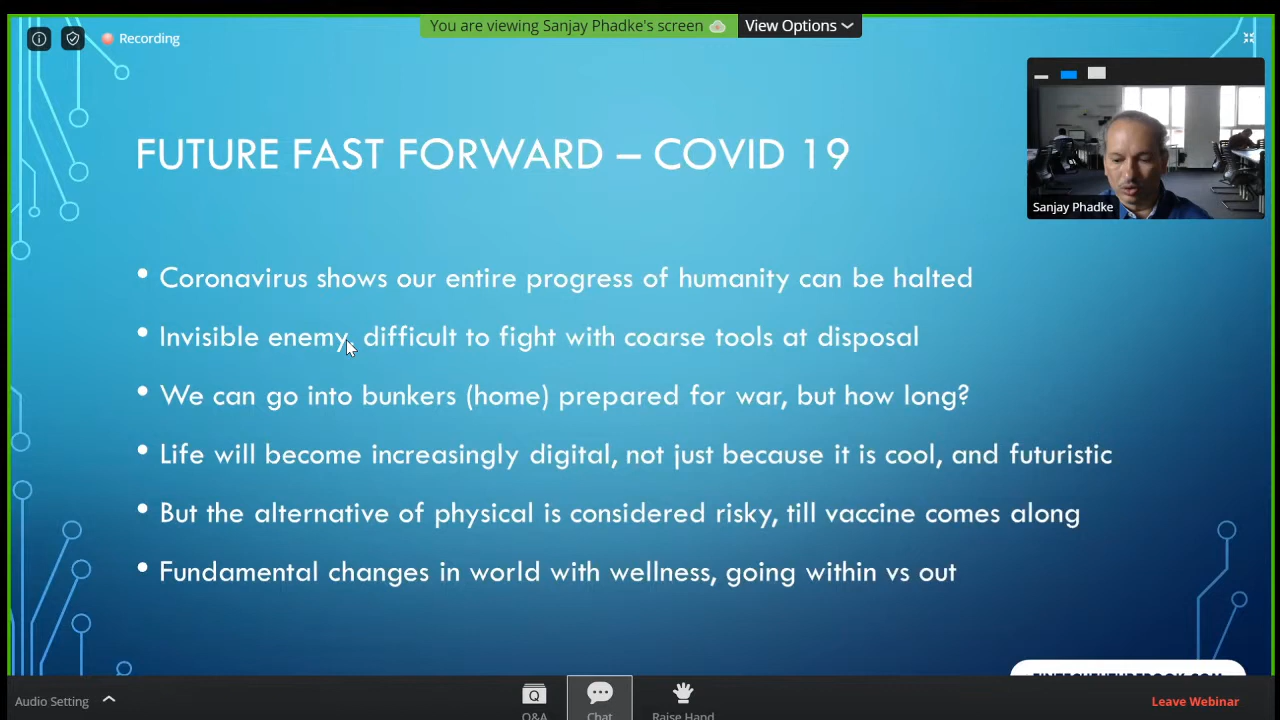 You are viewing Sanjay Phadke's screen
View Options
Recording
FUTURE FAST FORWARD – COVID 19
Sanjay Phadke
• Coronavirus shows our entire progress of humanity can be halted
• Invisible enemy, difficult to fight with coarse tools at disposal
• We can go into bunkers (home) prepared for war, but how long?
• Life will become increasingly digital, not just because it is cool, and futuristic
• But the alternative of physical is considered risky, till vaccine comes along
• Fundamental changes in world with wellness, going within vs out
Audio Setting
Q
Q&A
Chat
Raise Hand
Leave Webinar